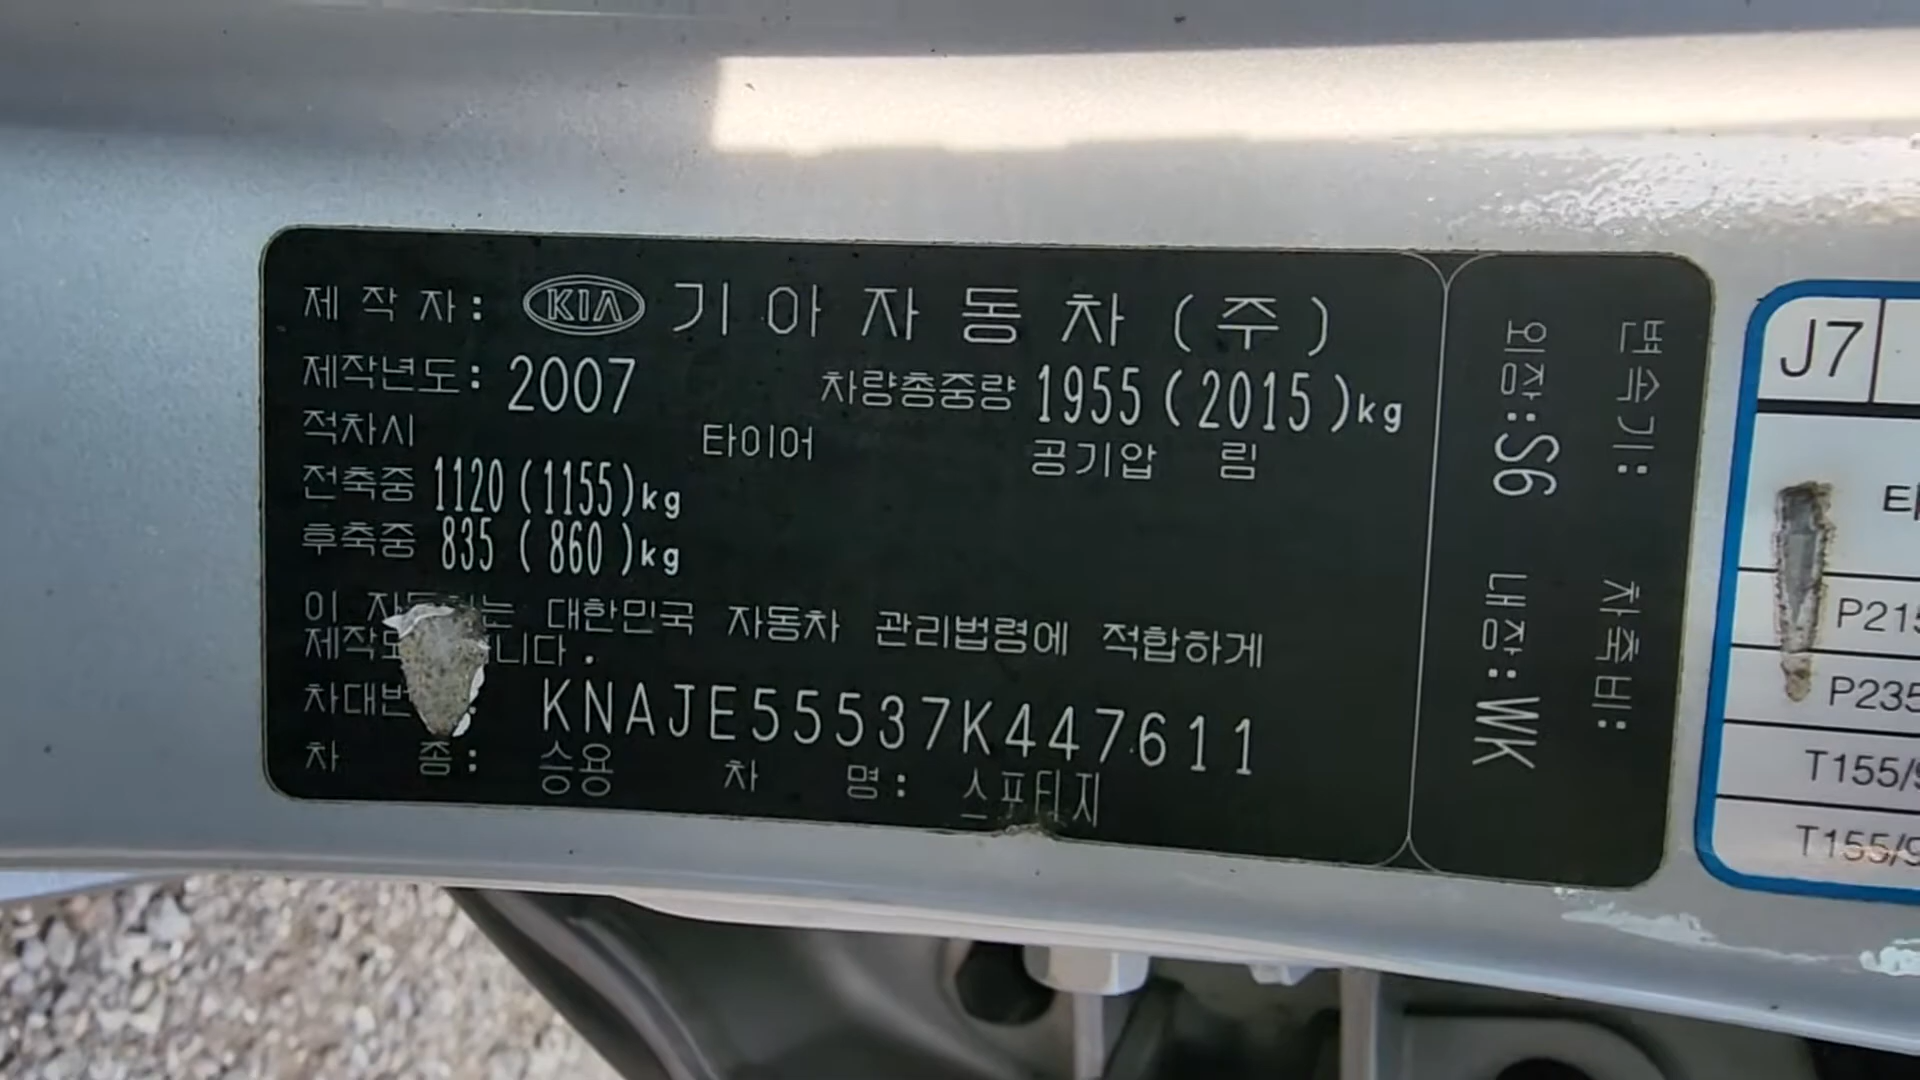 제 작 자: KIA 기 아 자 동 차 ( 주 )
제작년도: 2007 차량총중량 1955 ( 2015 )kg
적차시 타이어 공기압 림
전축중 1120 (1155)kg
후축중 835 ( 860 )kg
이 대한민국 자동차 관리법령에 적합하게
니다.
KNAJE55537K447611
차 종: 승용 차 명: 스포티지
변속기: 차축비:
외장:S6 내장:WK
J7
P215
P235
T155/9
T155/9